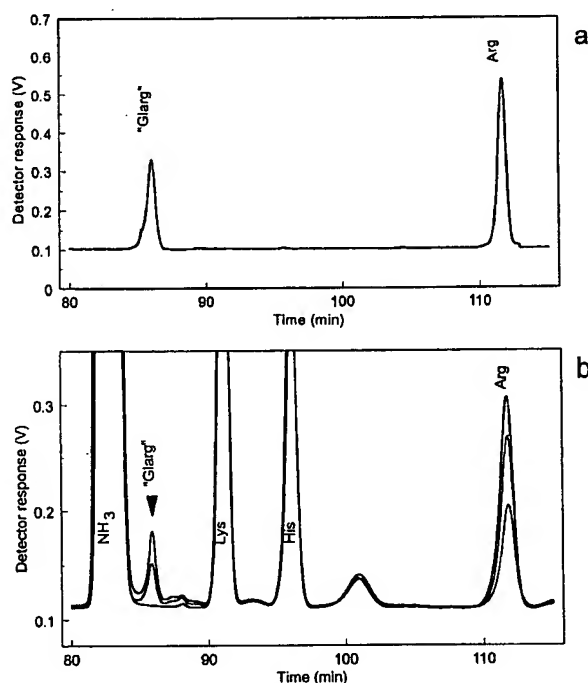 a
0.7
0.6
0.5
0.4
0.3
0.2
0.1
0
Detector response (V)
"Glarg"
Arg
80
90
100
110
Time (min)
b
0.3
0.2
0.1
Detector response (V)
NH3
"Glarg"
Lys
His
Arg
80
90
100
110
Time (min)